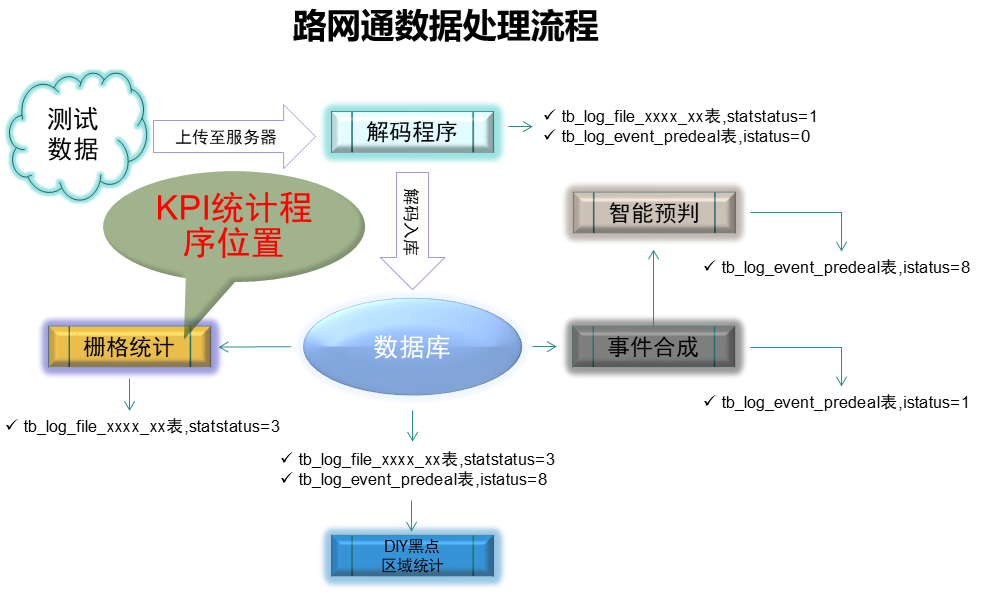 路网通数据处理流程
测试
数据
上传至服务器
解码程序
✓ tb_log_file_xxxx_xx表,statstatus=1
✓ tb_log_event_predeal表,istatus=0
KPI统计程
序位置
解码入库
智能预判
✓ tb_log_event_predeal表,istatus=8
栅格统计
数据库
事件合成
✓ tb_log_event_predeal表,istatus=1
✓ tb_log_file_xxxx_xx表,statstatus=3
✓ tb_log_file_xxxx_xx表,statstatus=3
✓ tb_log_event_predeal表,istatus=8
DIY黑点
区域统计